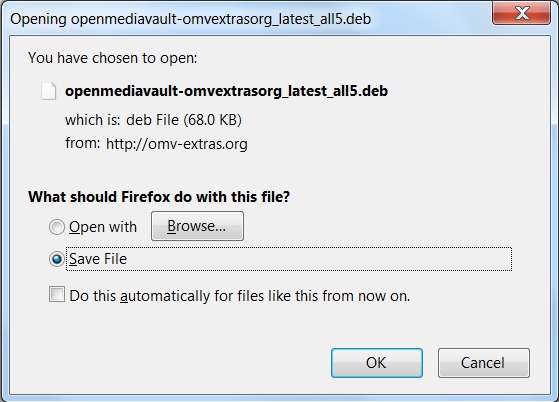 Opening openmediavault-omvextrasorg_latest_all5.deb
You have chosen to open:
openmediavault-omvextrasorg_latest_all5.deb
which is: deb File (68.0 KB)
from: http://omv-extras.org
What should Firefox do with this file?
Open with Browse...
Save File
Do this automatically for files like this from now on.
OK Cancel